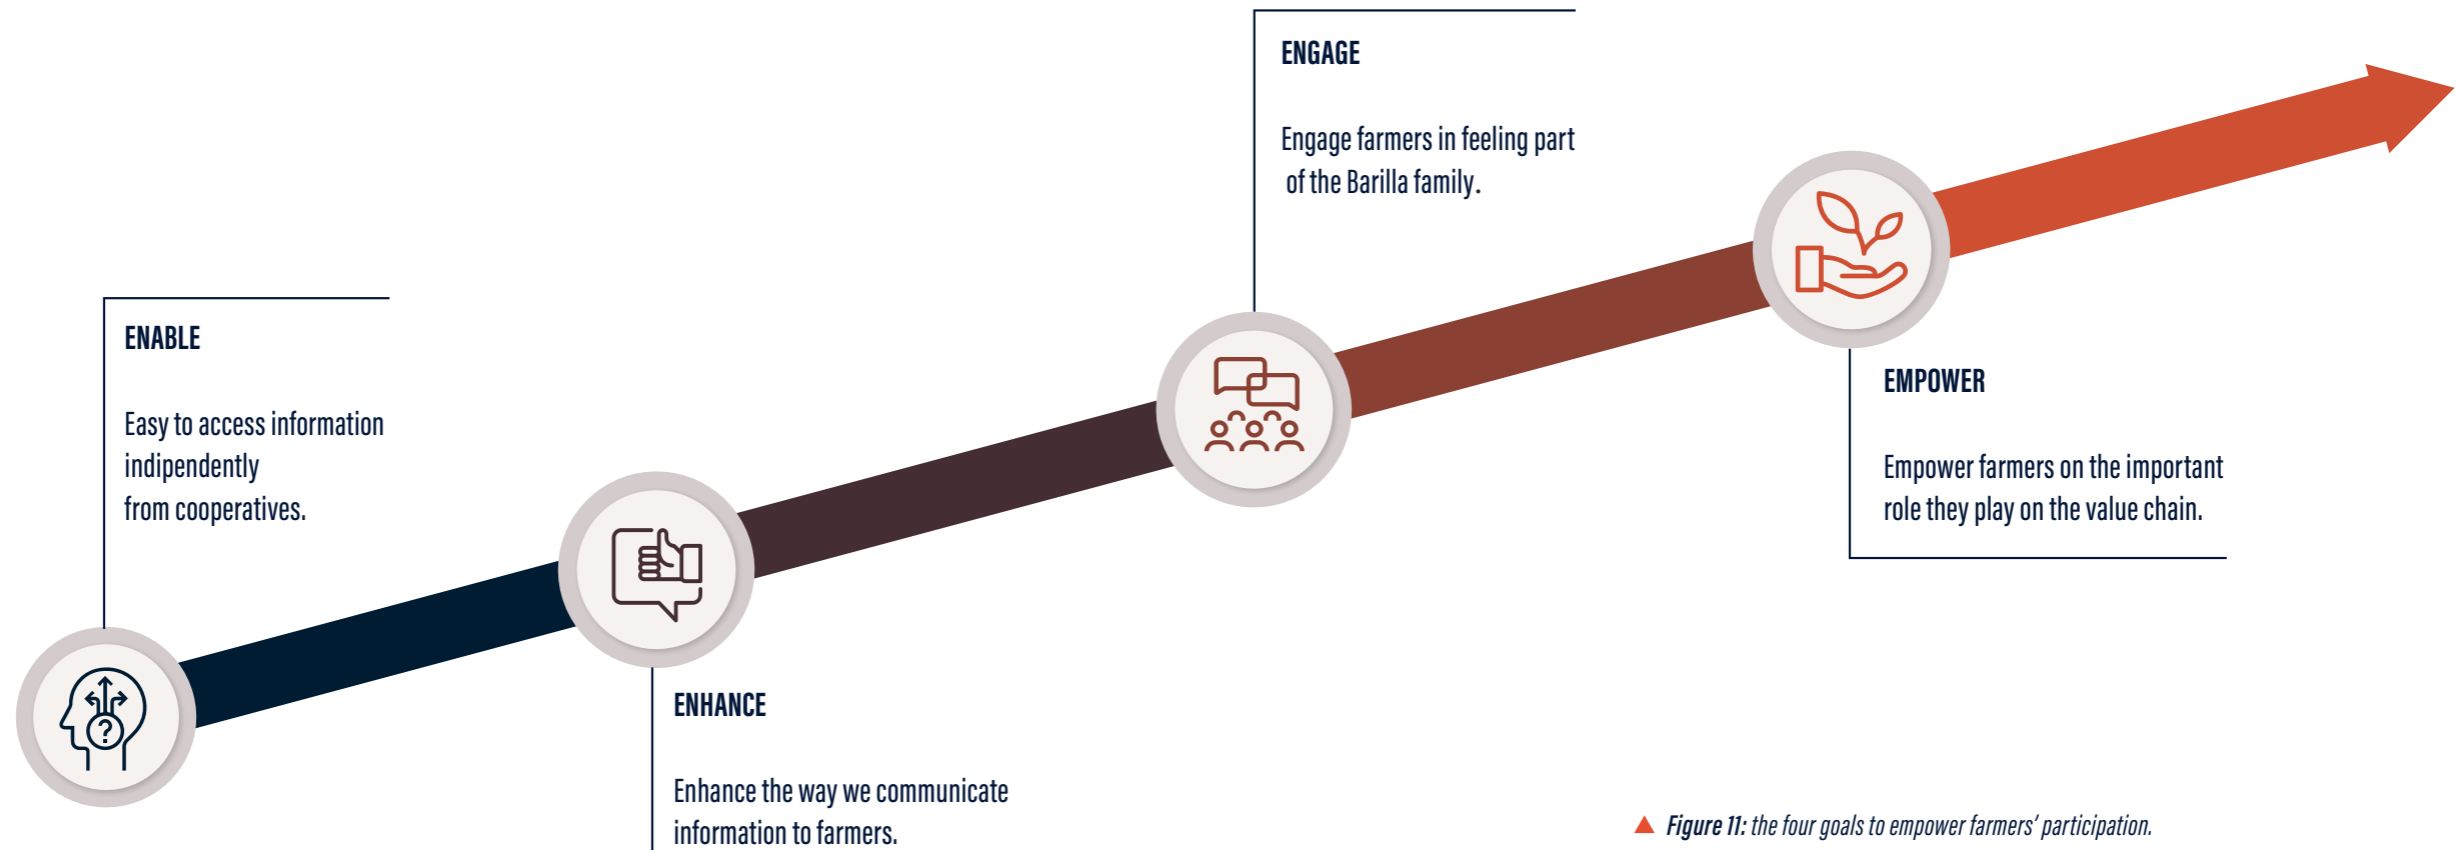 ENABLE
Easy to access information
indipendently
from cooperatives.
?
ENHANCE
Enhance the way we communicate
information to farmers.
ENGAGE
Engage farmers in feeling part
of the Barilla family.
EMPOWER
Empower farmers on the important
role they play on the value chain.
▲ Figure 11: the four goals to empower farmers' participation.